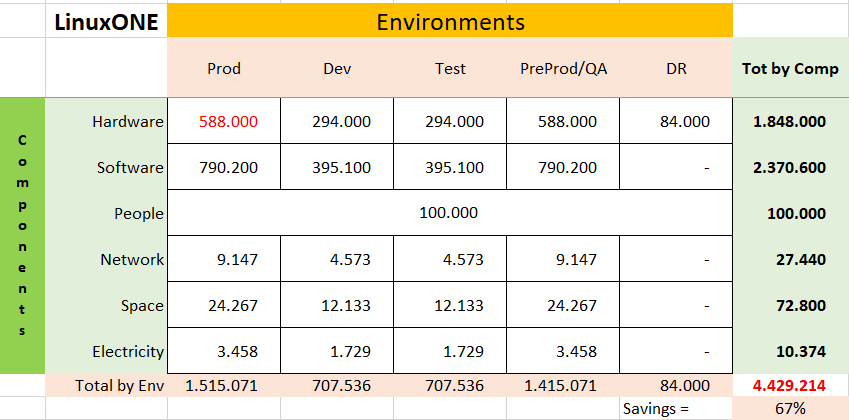 LinuxONE Environments
Prod Dev Test PreProd/QA DR Tot by Comp
Components
Hardware 588.000 294.000 294.000 588.000 84.000 1.848.000
Software 790.200 395.100 395.100 790.200 - 2.370.600
People 100.000 100.000
Network 9.147 4.573 4.573 9.147 - 27.440
Space 24.267 12.133 12.133 24.267 - 72.800
Electricity 3.458 1.729 1.729 3.458 - 10.374
Total by Env 1.515.071 707.536 707.536 1.415.071 84.000 4.429.214
Savings = 67%